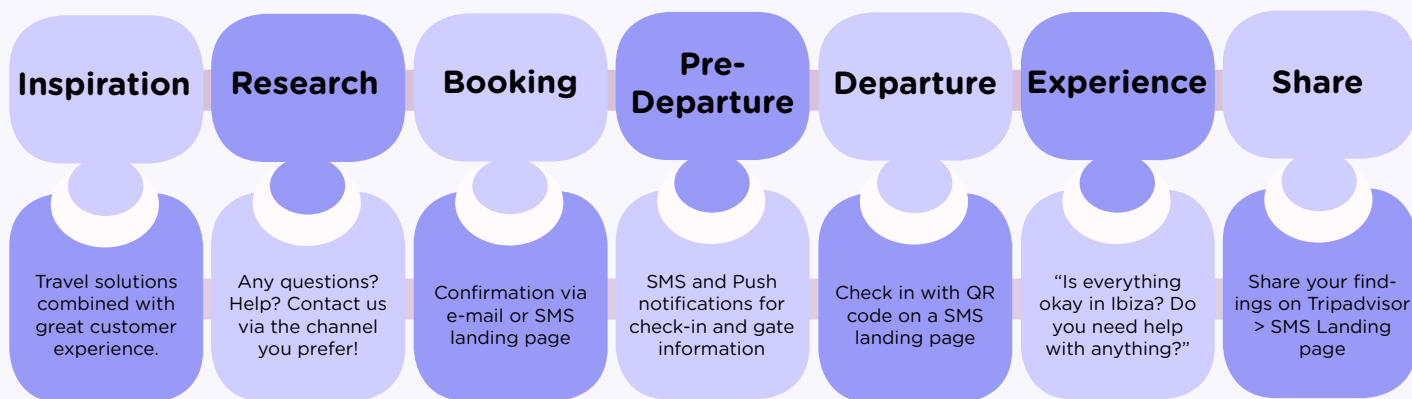 Inspiration
Research
Booking
Pre-
Departure
Departure
Experience
Share
Travel solutions
combined with
great customer
experience.
Any questions?
Help? Contact us
via the channel
you prefer!
Confirmation via
e-mail or SMS
landing page
SMS and Push
notifications for
check-in and gate
information
Check in with QR
code on a SMS
landing page
“Is everything
okay in Ibiza? Do
you need help
with anything?”
Share your find-
ings on Tripadvisor
> SMS Landing
page